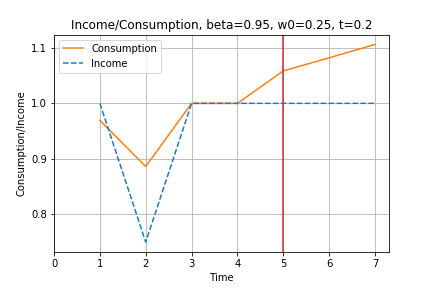 Income/Consumption, beta=0.95, w0=0.25, t=0.2
Consumption
Income
Consumption/Income
1.1
1.0
0.9
0.8
0 1 2 3 4 5 6 7
Time